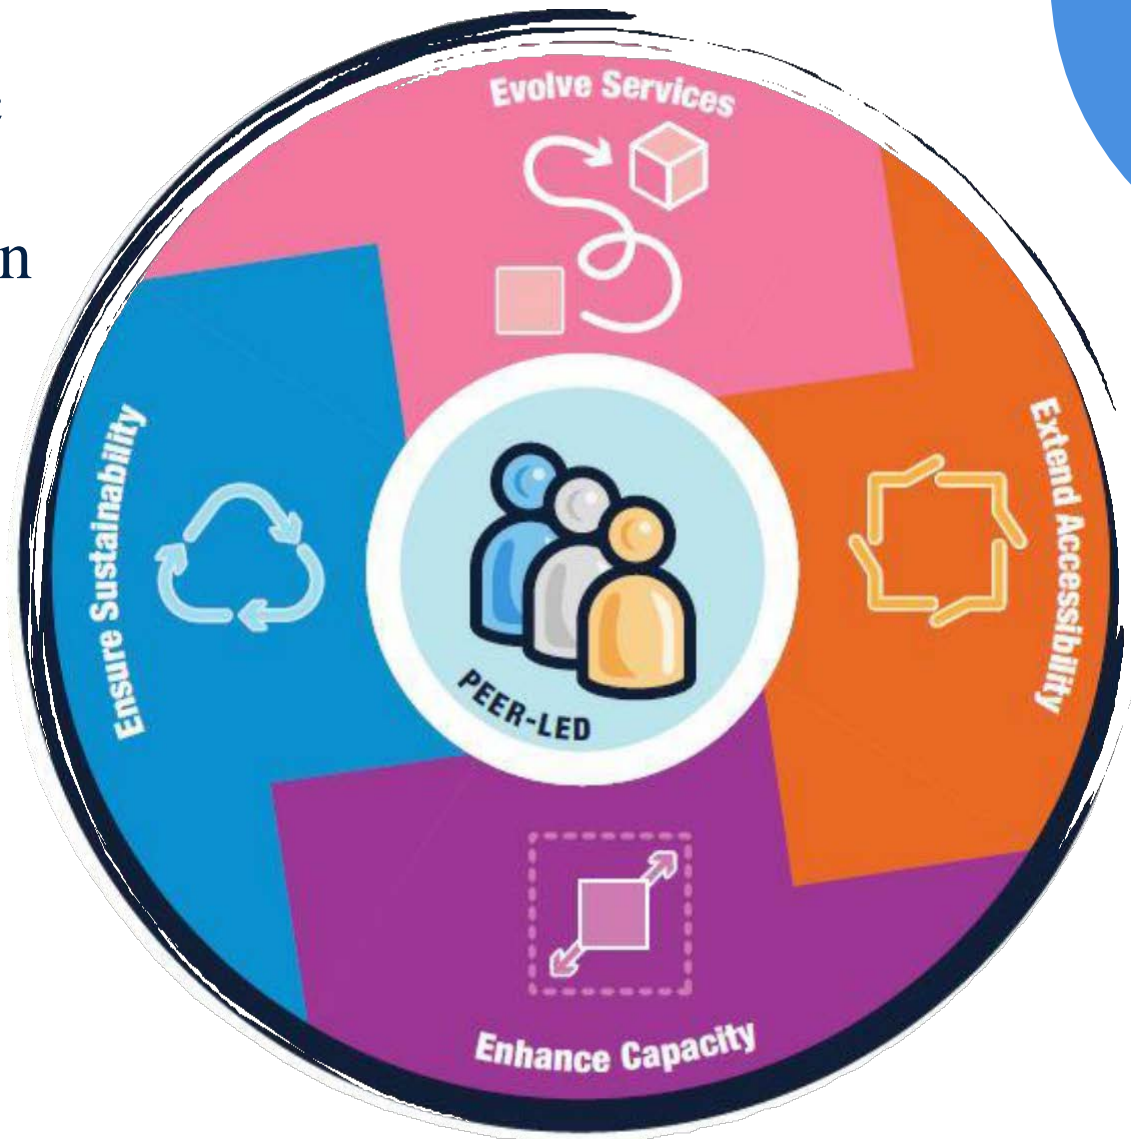 Evolve Services
n
Extend Accessibility
Ensure Sustainability
PEER-LED
Enhance Capacity